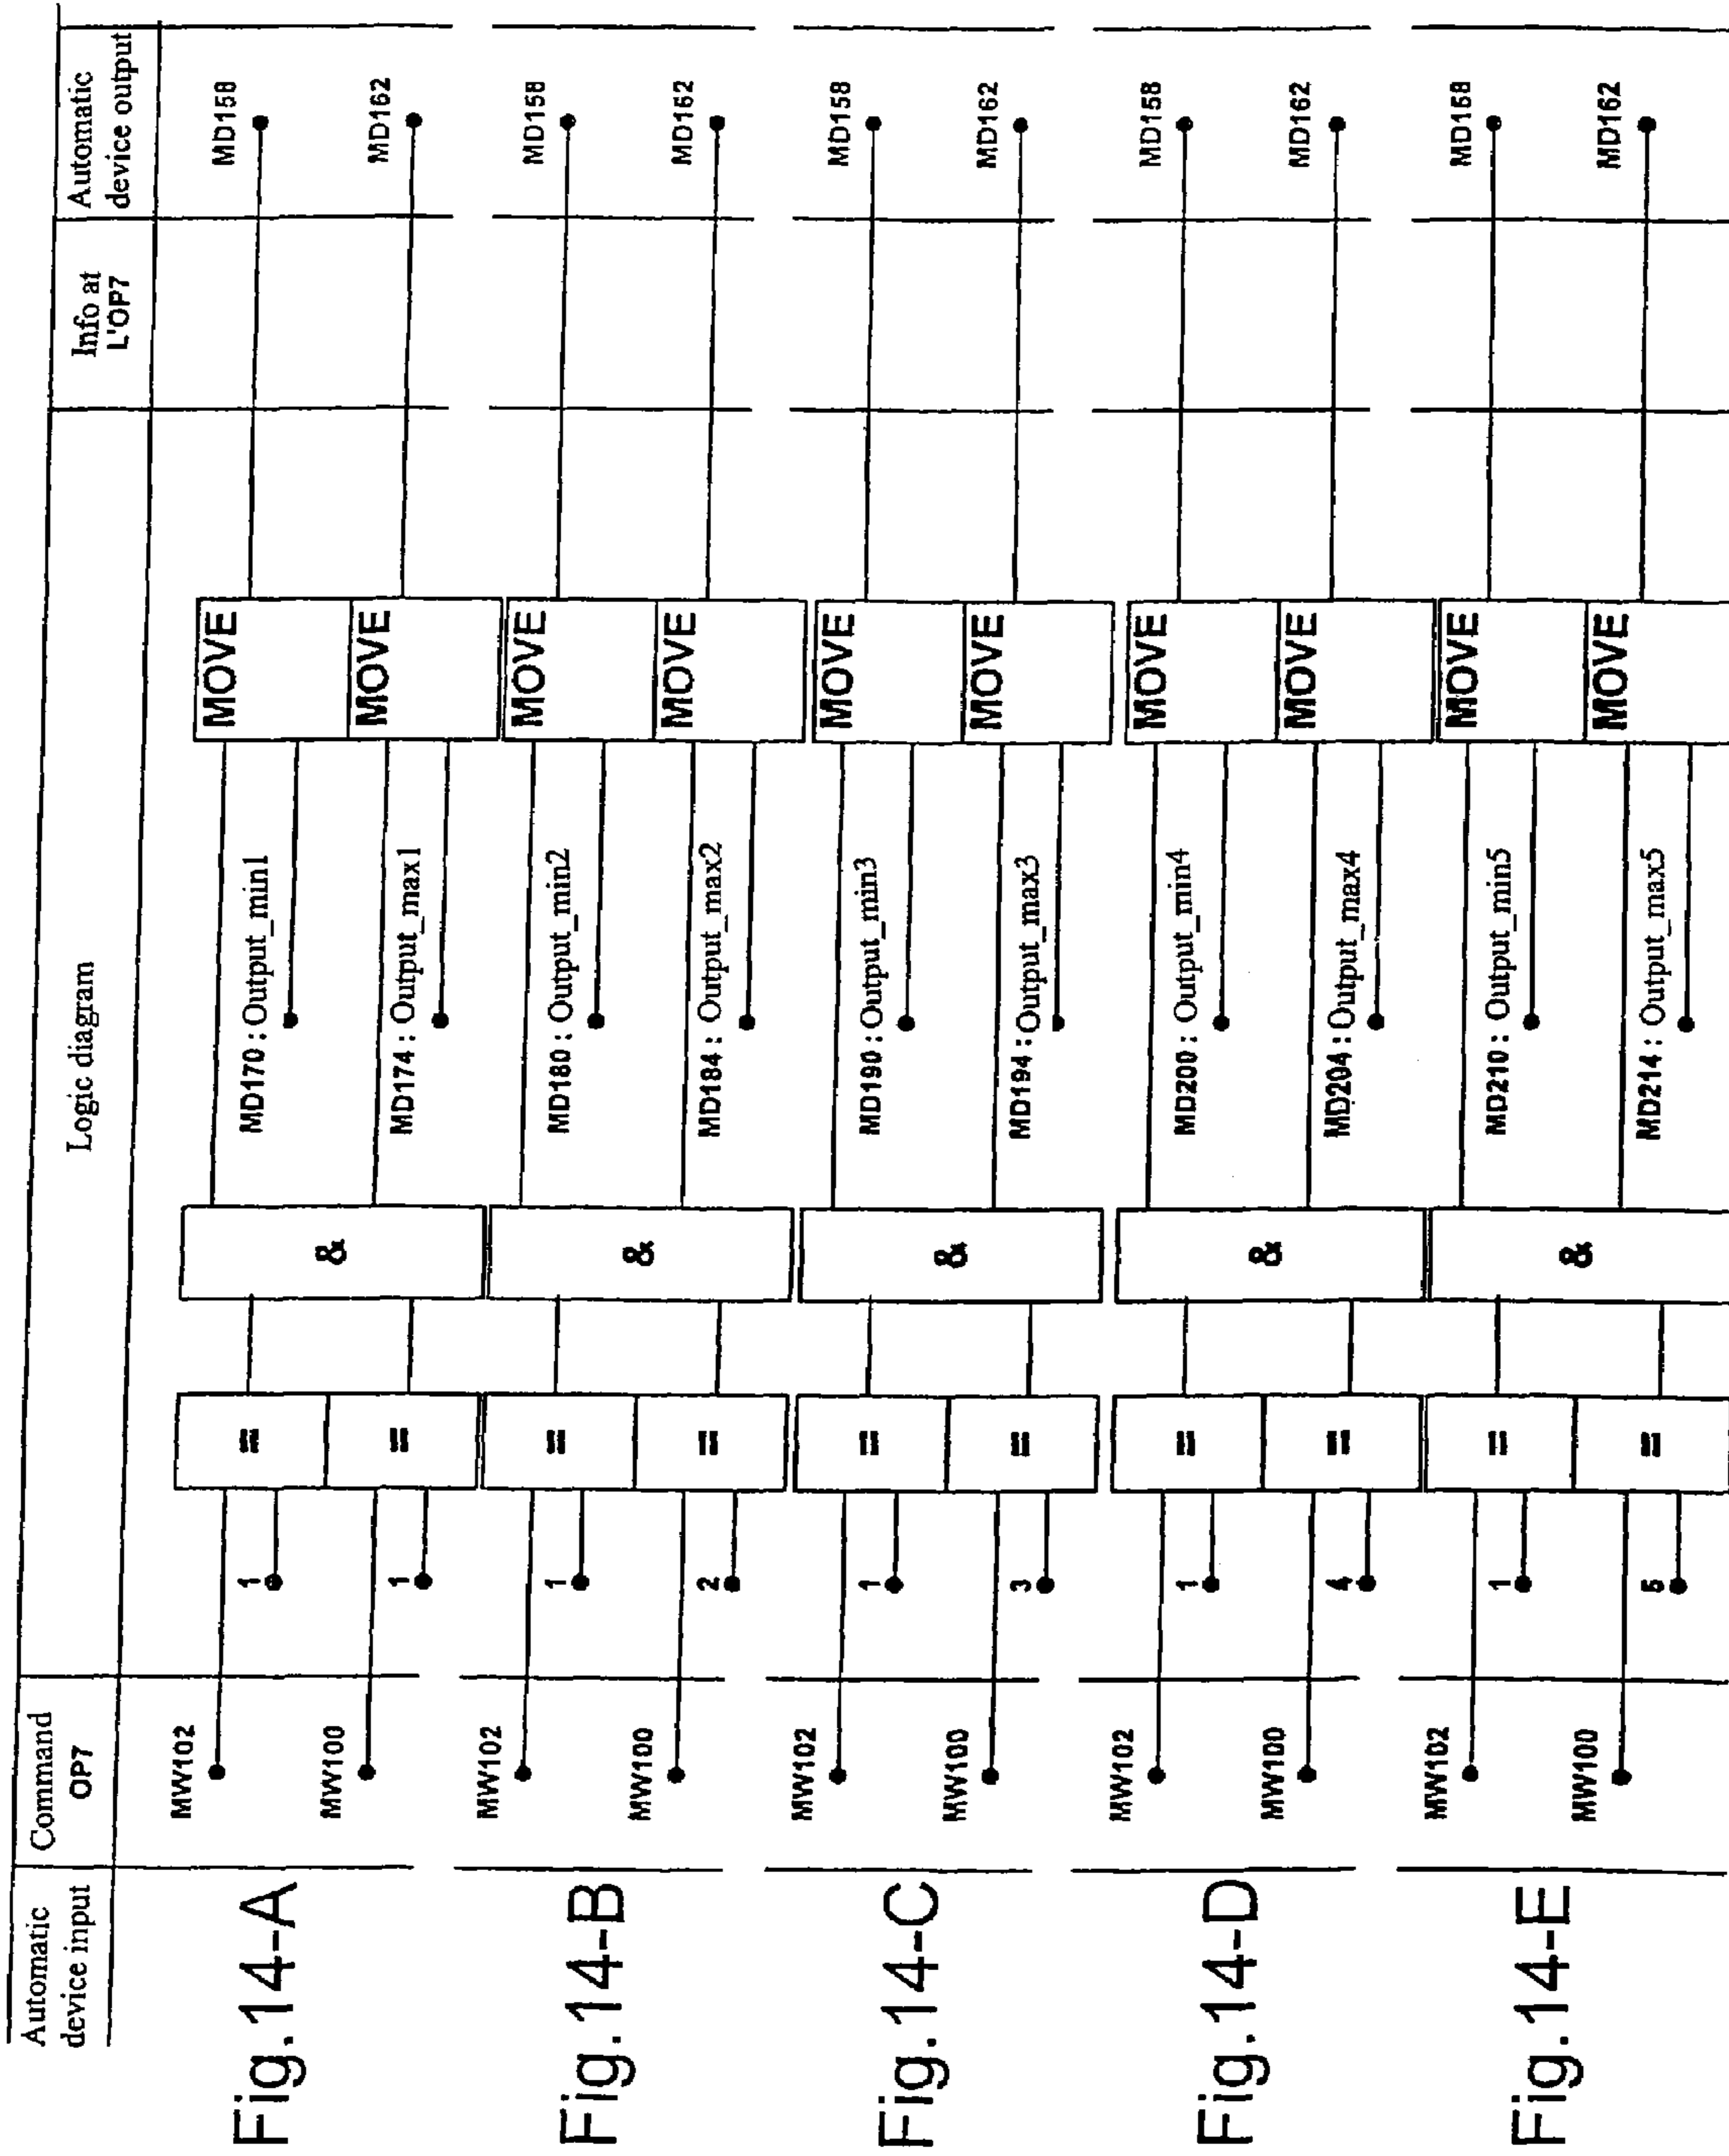 Automatic
device input
Command
OP7
Logic diagram
Info at
L'OP7
Automatic
device output
Fig.14-A
MW102
1
=
MW100
1
=
&
MD170 : Output_min1
MOVE
MD158
MD174 : Output_max1
MOVE
MD162
Fig.14-B
MW102
1
=
MW100
2
=
&
MD180 : Output_min2
MOVE
MD158
MD184 : Output_max2
MOVE
MD162
Fig.14-C
MW102
1
=
MW100
3
=
&
MD190 : Output_min3
MOVE
MD158
MD194 : Output_max3
MOVE
MD162
Fig.14-D
MW102
1
=
MW100
4
=
&
MD200 : Output_min4
MOVE
MD158
MD204 : Output_max4
MOVE
MD162
Fig.14-E
MW102
1
=
MW100
5
=
&
MD210 : Output_min5
MOVE
MD158
MD214 : Output_max5
MOVE
MD162